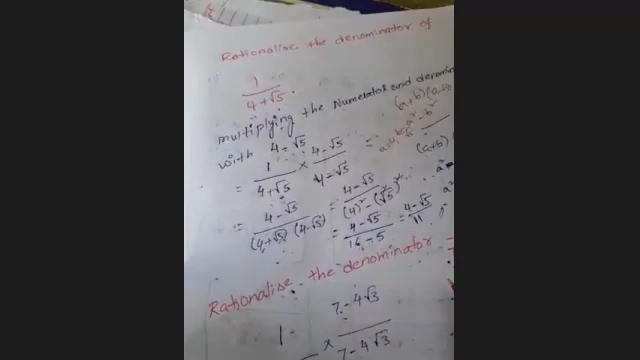 Rationalise the denominator of
1/(4+√5).
multiplying the Numerator and denomin
with 4-√5
= 1/(4+√5) × (4-√5)/(4-√5) =
= (4-√5)/((4+√5)(4-√5)) = (4-√5)/((4)²-(√5)²)
= (4-√5)/(16-5) = (4-√5)/11
(a+b)(a-b)
a²-b²
(a+b)
Rationalise the denominator
1 × (7-4√3)/(7-4√3)